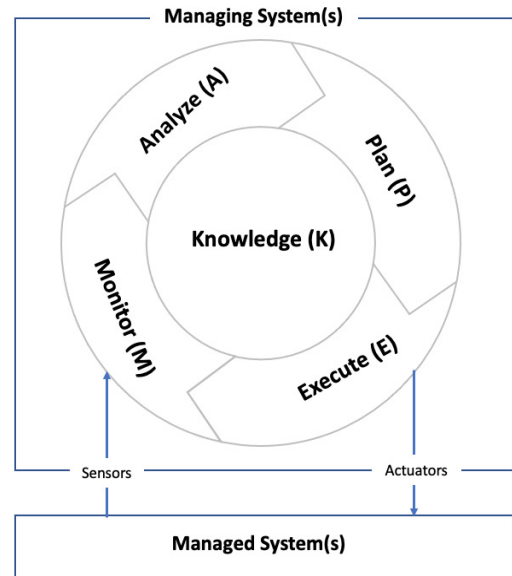 Managing System(s)
Analyze (A)
Plan (P)
Knowledge (K)
Monitor (M)
Execute (E)
Sensors
Actuators
Managed System(s)